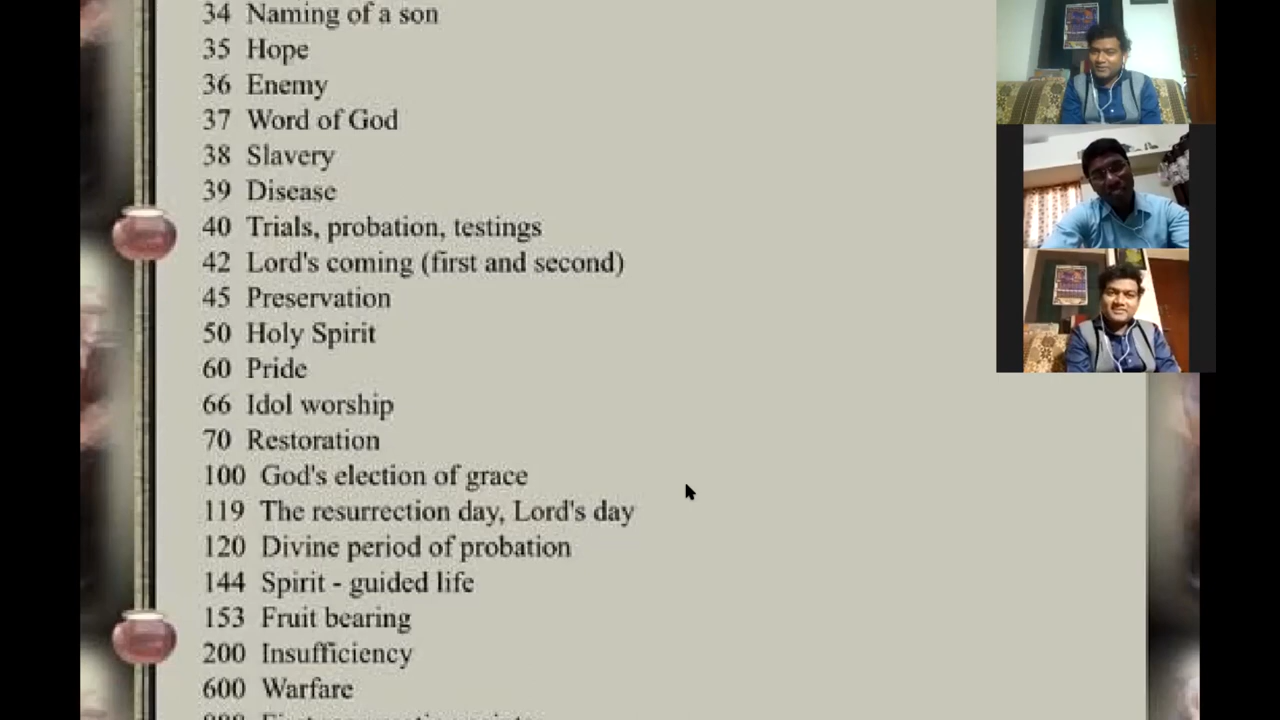 34 Naming of a son
35 Hope
36 Enemy
37 Word of God
38 Slavery
39 Disease
40 Trials, probation, testings
42 Lord's coming (first and second)
45 Preservation
50 Holy Spirit
60 Pride
66 Idol worship
70 Restoration
100 God's election of grace
119 The resurrection day, Lord's day
120 Divine period of probation
144 Spirit - guided life
153 Fruit bearing
200 Insufficiency
600 Warfare